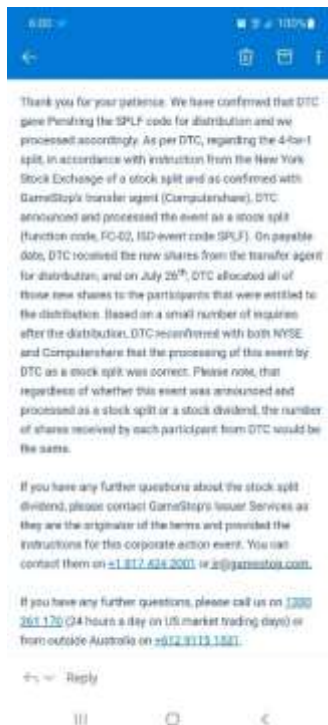 6:00
100%
Thank you for your patience. We have confirmed that DTC
gave Pershing the SPLF code for distribution and we
processed accordingly. As per DTC, regarding the 4-for-1
split, in accordance with instruction from the New York
Stock Exchange of a stock split and as confirmed with
GameStop's transfer agent (Computershare), DTC
announced and processed the event as a stock split
(function code, FC-02, ISO event code SPLF). On payable
date, DTC received the new shares from the transfer agent
for distribution, and on July 26th, DTC allocated all of
those new shares to the participants that were entitled to
the distribution. Based on a small number of inquiries
after the distribution, DTC reconfirmed with both NYSE
and Computershare that the processing of this event by
DTC as a stock split was correct. Please note, that
regardless of whether this event was announced and
processed as a stock split or a stock dividend, the number
of shares received by each participant from DTC would be
the same.
If you have any further questions about the stock split
dividend, please contact GameStop's Issuer Services as
they are the originator of the terms and provided the
instructions for this corporate action event. You can
contact them on +1 817 424 2001 or ir@gamestop.com.
If you have any further questions, please call us on 1300
361 170 (24 hours a day on US market trading days) or
from outside Australia on
Reply